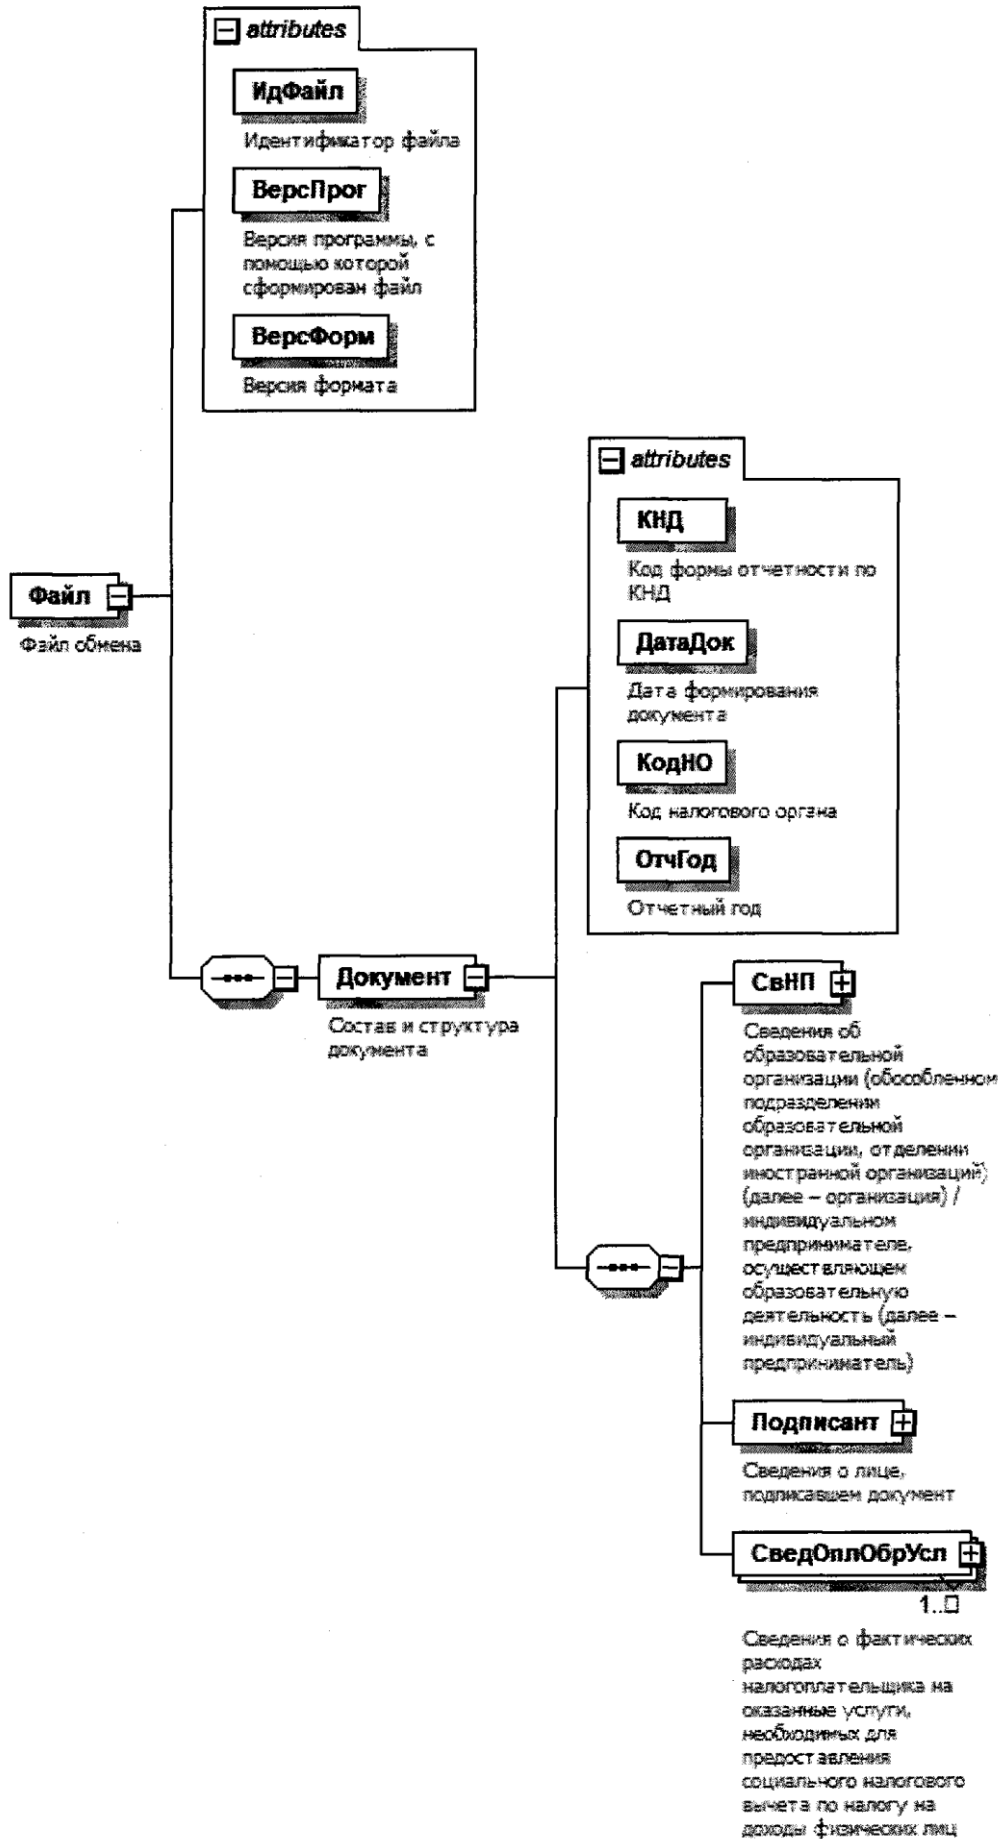 attributes
ИдФайл
Идентификатор файла
ВерсПрог
Версия программы, с
помощью которой
сформирован файл
ВерсФорм
Версия формата
attributes
КНД
Код формы отчетности по
КНД
Файл
Файл обмена
ДатаДок
Дата формирования
документа
КодНО
Код налогового органа
ОтчГод
Отчетный год
Документ
Состав и структура
документа
СвНП
Сведения об
образовательной
организации (обособленном
подразделении
образовательной
организации, отделении
иностранной организаций)
(далее – организация) /
индивидуальном
предпринимателе,
осуществляющем
образовательную
деятельность (далее –
индивидуальный
предприниматель)
Подписант
Сведения о лице,
подписавшем документ
СведОплОбрУсл
1..□
Сведения о фактических
расходах
налогоплательщика на
оказанные услуги,
необходимых для
предоставления
социального налогового
вычета по налогу на
доходы физических лиц